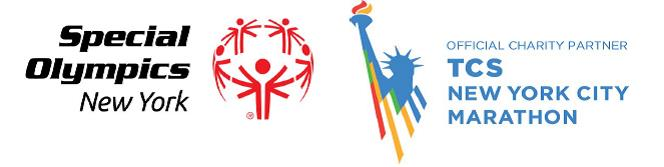 Special
Olympics
New York
®
OFFICIAL CHARITY PARTNER
TCS
NEW YORK CITY
MARATHON